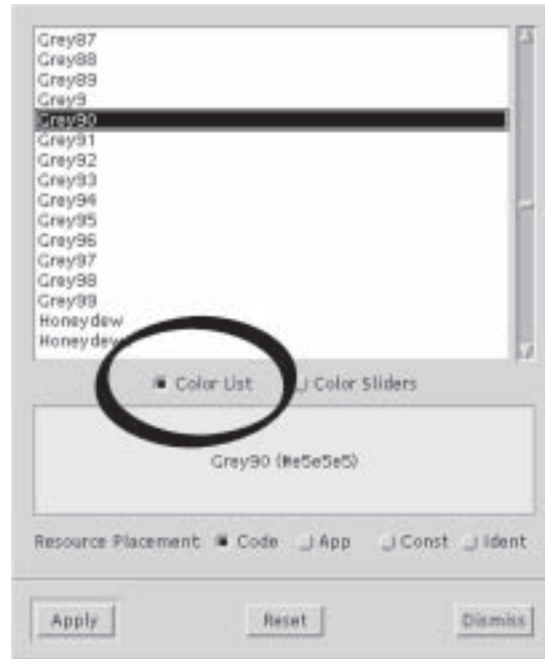 Grey87
Grey88
Grey89
Grey9
Grey90
Grey91
Grey92
Grey93
Grey94
Grey95
Grey96
Grey97
Grey98
Grey99
Honeydew
Color List Color Sliders
Grey90 (#e5e5e5)
Resource Placement: Code App Const Ident
Apply Reset Dismiss